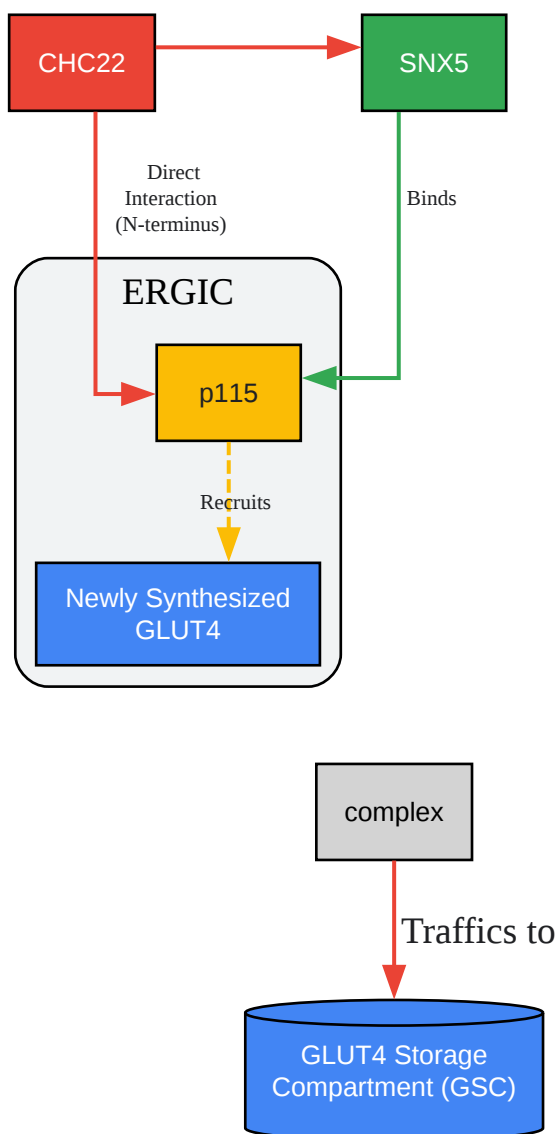 CHC22
SNX5
Direct
Interaction
(N-terminus)
Binds
ERGIC
p115
Recruits
Newly Synthesized
GLUT4
complex
Traffics to
GLUT4 Storage
Compartment (GSC)